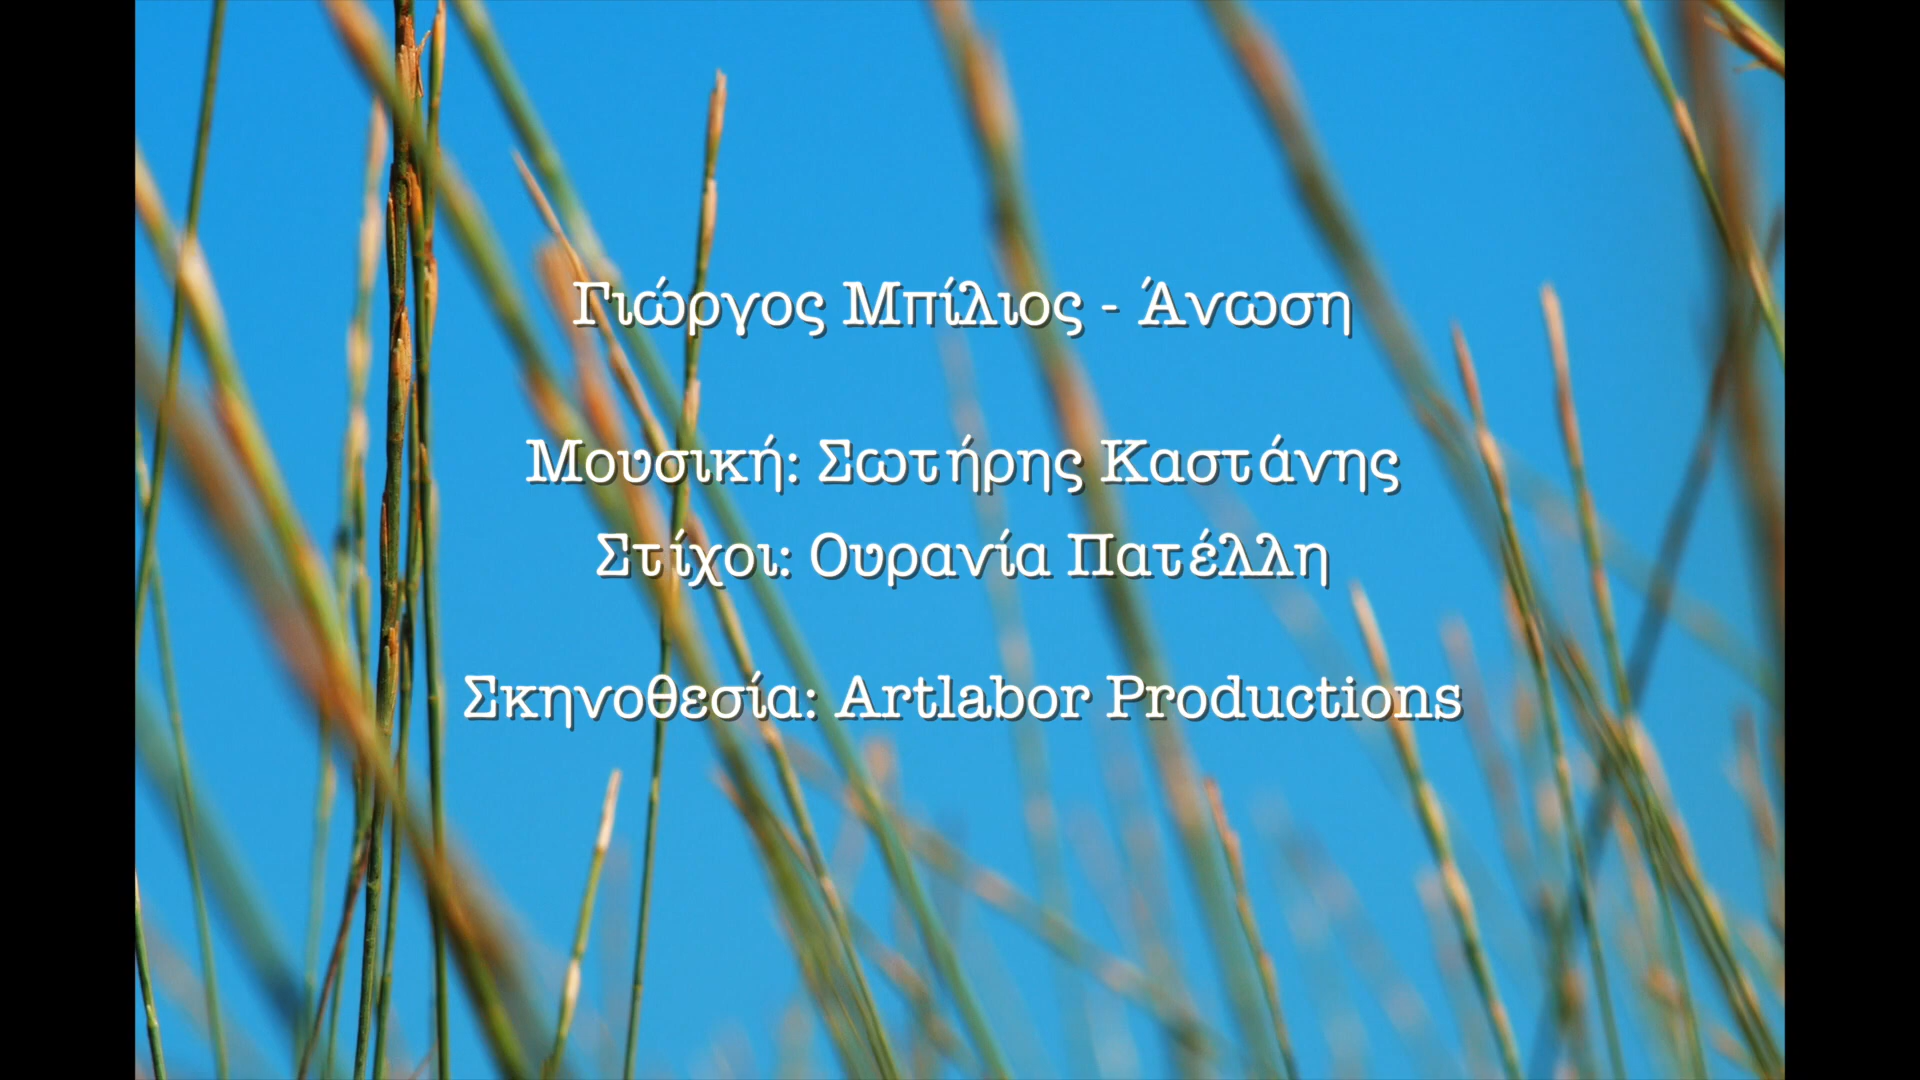 Γιώργος Μπίλιος - Άνωση
Μουσική: Σωτήρης Καστάνης
Στίχοι: Ουρανία Πατέλλη
Σκηνοθεσία: Artlabor Productions